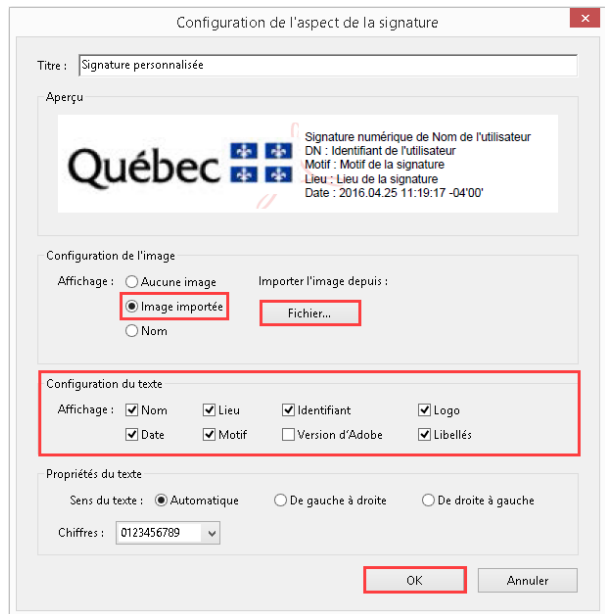 Configuration de l'aspect de la signature
Titre : Signature personnalisée
Aperçu
Québec
Signature numérique de Nom de l'utilisateur
DN : Identifiant de l'utilisateur
Motif : Motif de la signature
Lieu : Lieu de la signature
Date : 2016.04.25 11:19:17 -04'00'
Configuration de l'image
Affichage : Aucune image Importer l'image depuis :
Image importée Fichier...
Nom
Configuration du texte
Affichage : Nom Lieu Identifiant Logo
Date Motif Version d'Adobe Libellés
Propriétés du texte
Sens du texte : Automatique De gauche à droite De droite à gauche
Chiffres : 0123456789
OK Annuler